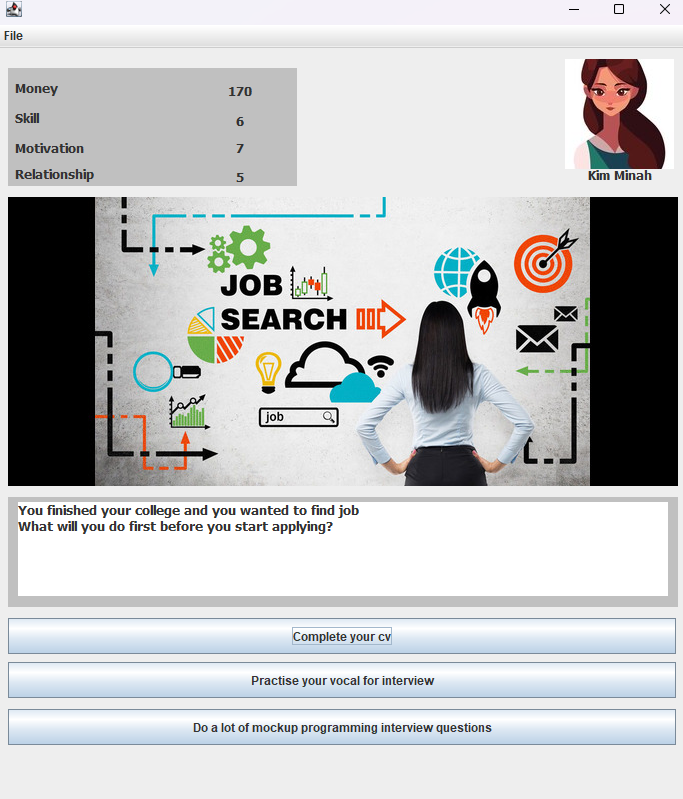 File
Money 170
Skill 6
Motivation 7
Relationship 5
Kim Minah
JOB
SEARCH
job
You finished your college and you wanted to find job
What will you do first before you start applying?
Complete your cv
Practise your vocal for interview
Do a lot of mockup programming interview questions